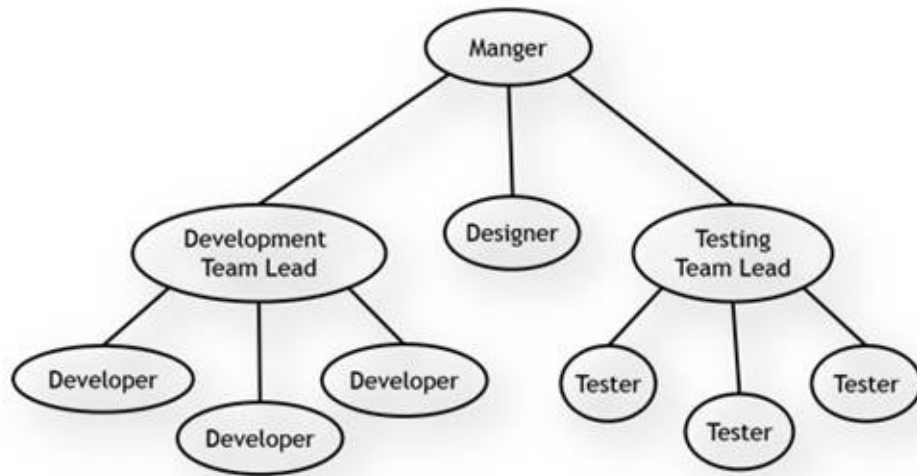 Manger
Development
Team Lead
Designer
Testing
Team Lead
Developer
Developer
Developer
Tester
Tester
Tester